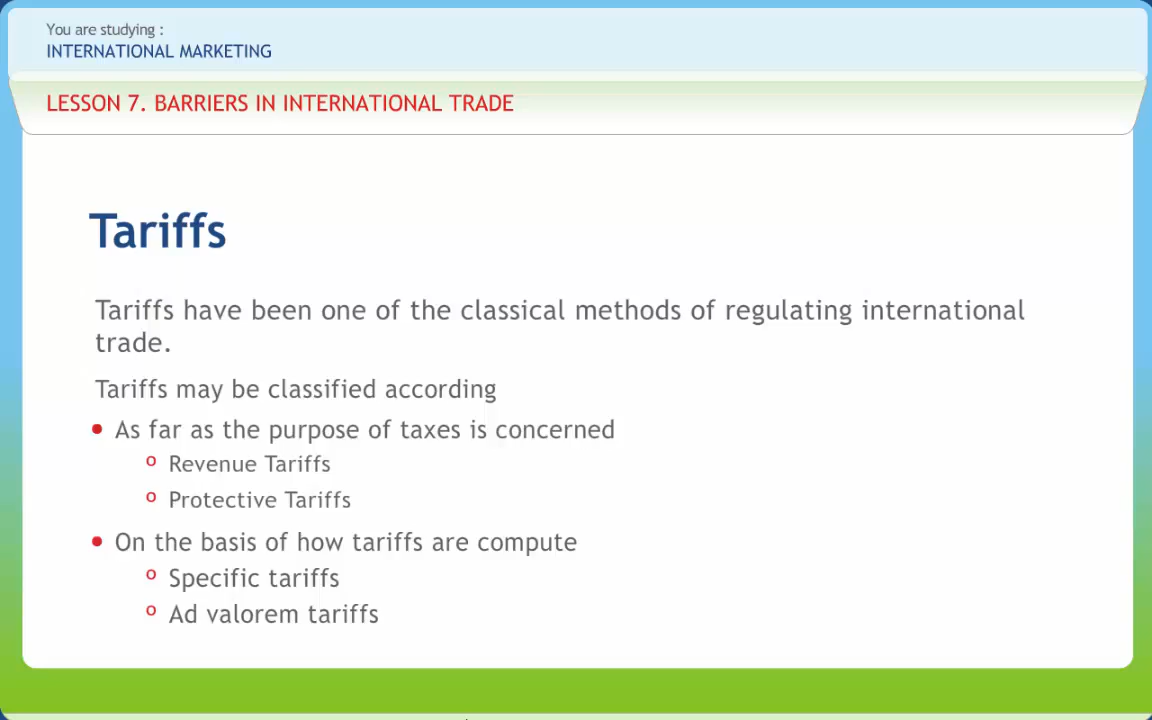 You are studying :
INTERNATIONAL MARKETING
LESSON 7. BARRIERS IN INTERNATIONAL TRADE
Tariffs
Tariffs have been one of the classical methods of regulating international
trade.
Tariffs may be classified according
• As far as the purpose of taxes is concerned
o Revenue Tariffs
o Protective Tariffs
• On the basis of how tariffs are compute
o Specific tariffs
o Ad valorem tariffs